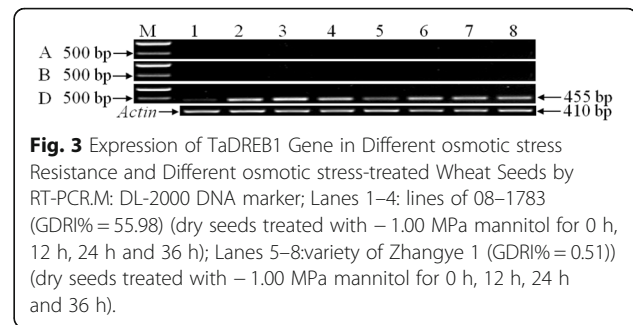 M 1 2 3 4 5 6 7 8
A 500 bp→
B 500 bp→
D 500 bp→ ←455 bp
Actin→ ←410 bp
Fig. 3 Expression of TaDREB1 Gene in Different osmotic stress
Resistance and Different osmotic stress-treated Wheat Seeds by
RT-PCR.M: DL-2000 DNA marker; Lanes 1–4: lines of 08–1783
(GDRI% = 55.98) (dry seeds treated with − 1.00 MPa mannitol for 0 h,
12 h, 24 h and 36 h); Lanes 5–8:variety of Zhangye 1 (GDRI% = 0.51))
(dry seeds treated with − 1.00 MPa mannitol for 0 h, 12 h, 24 h
and 36 h).